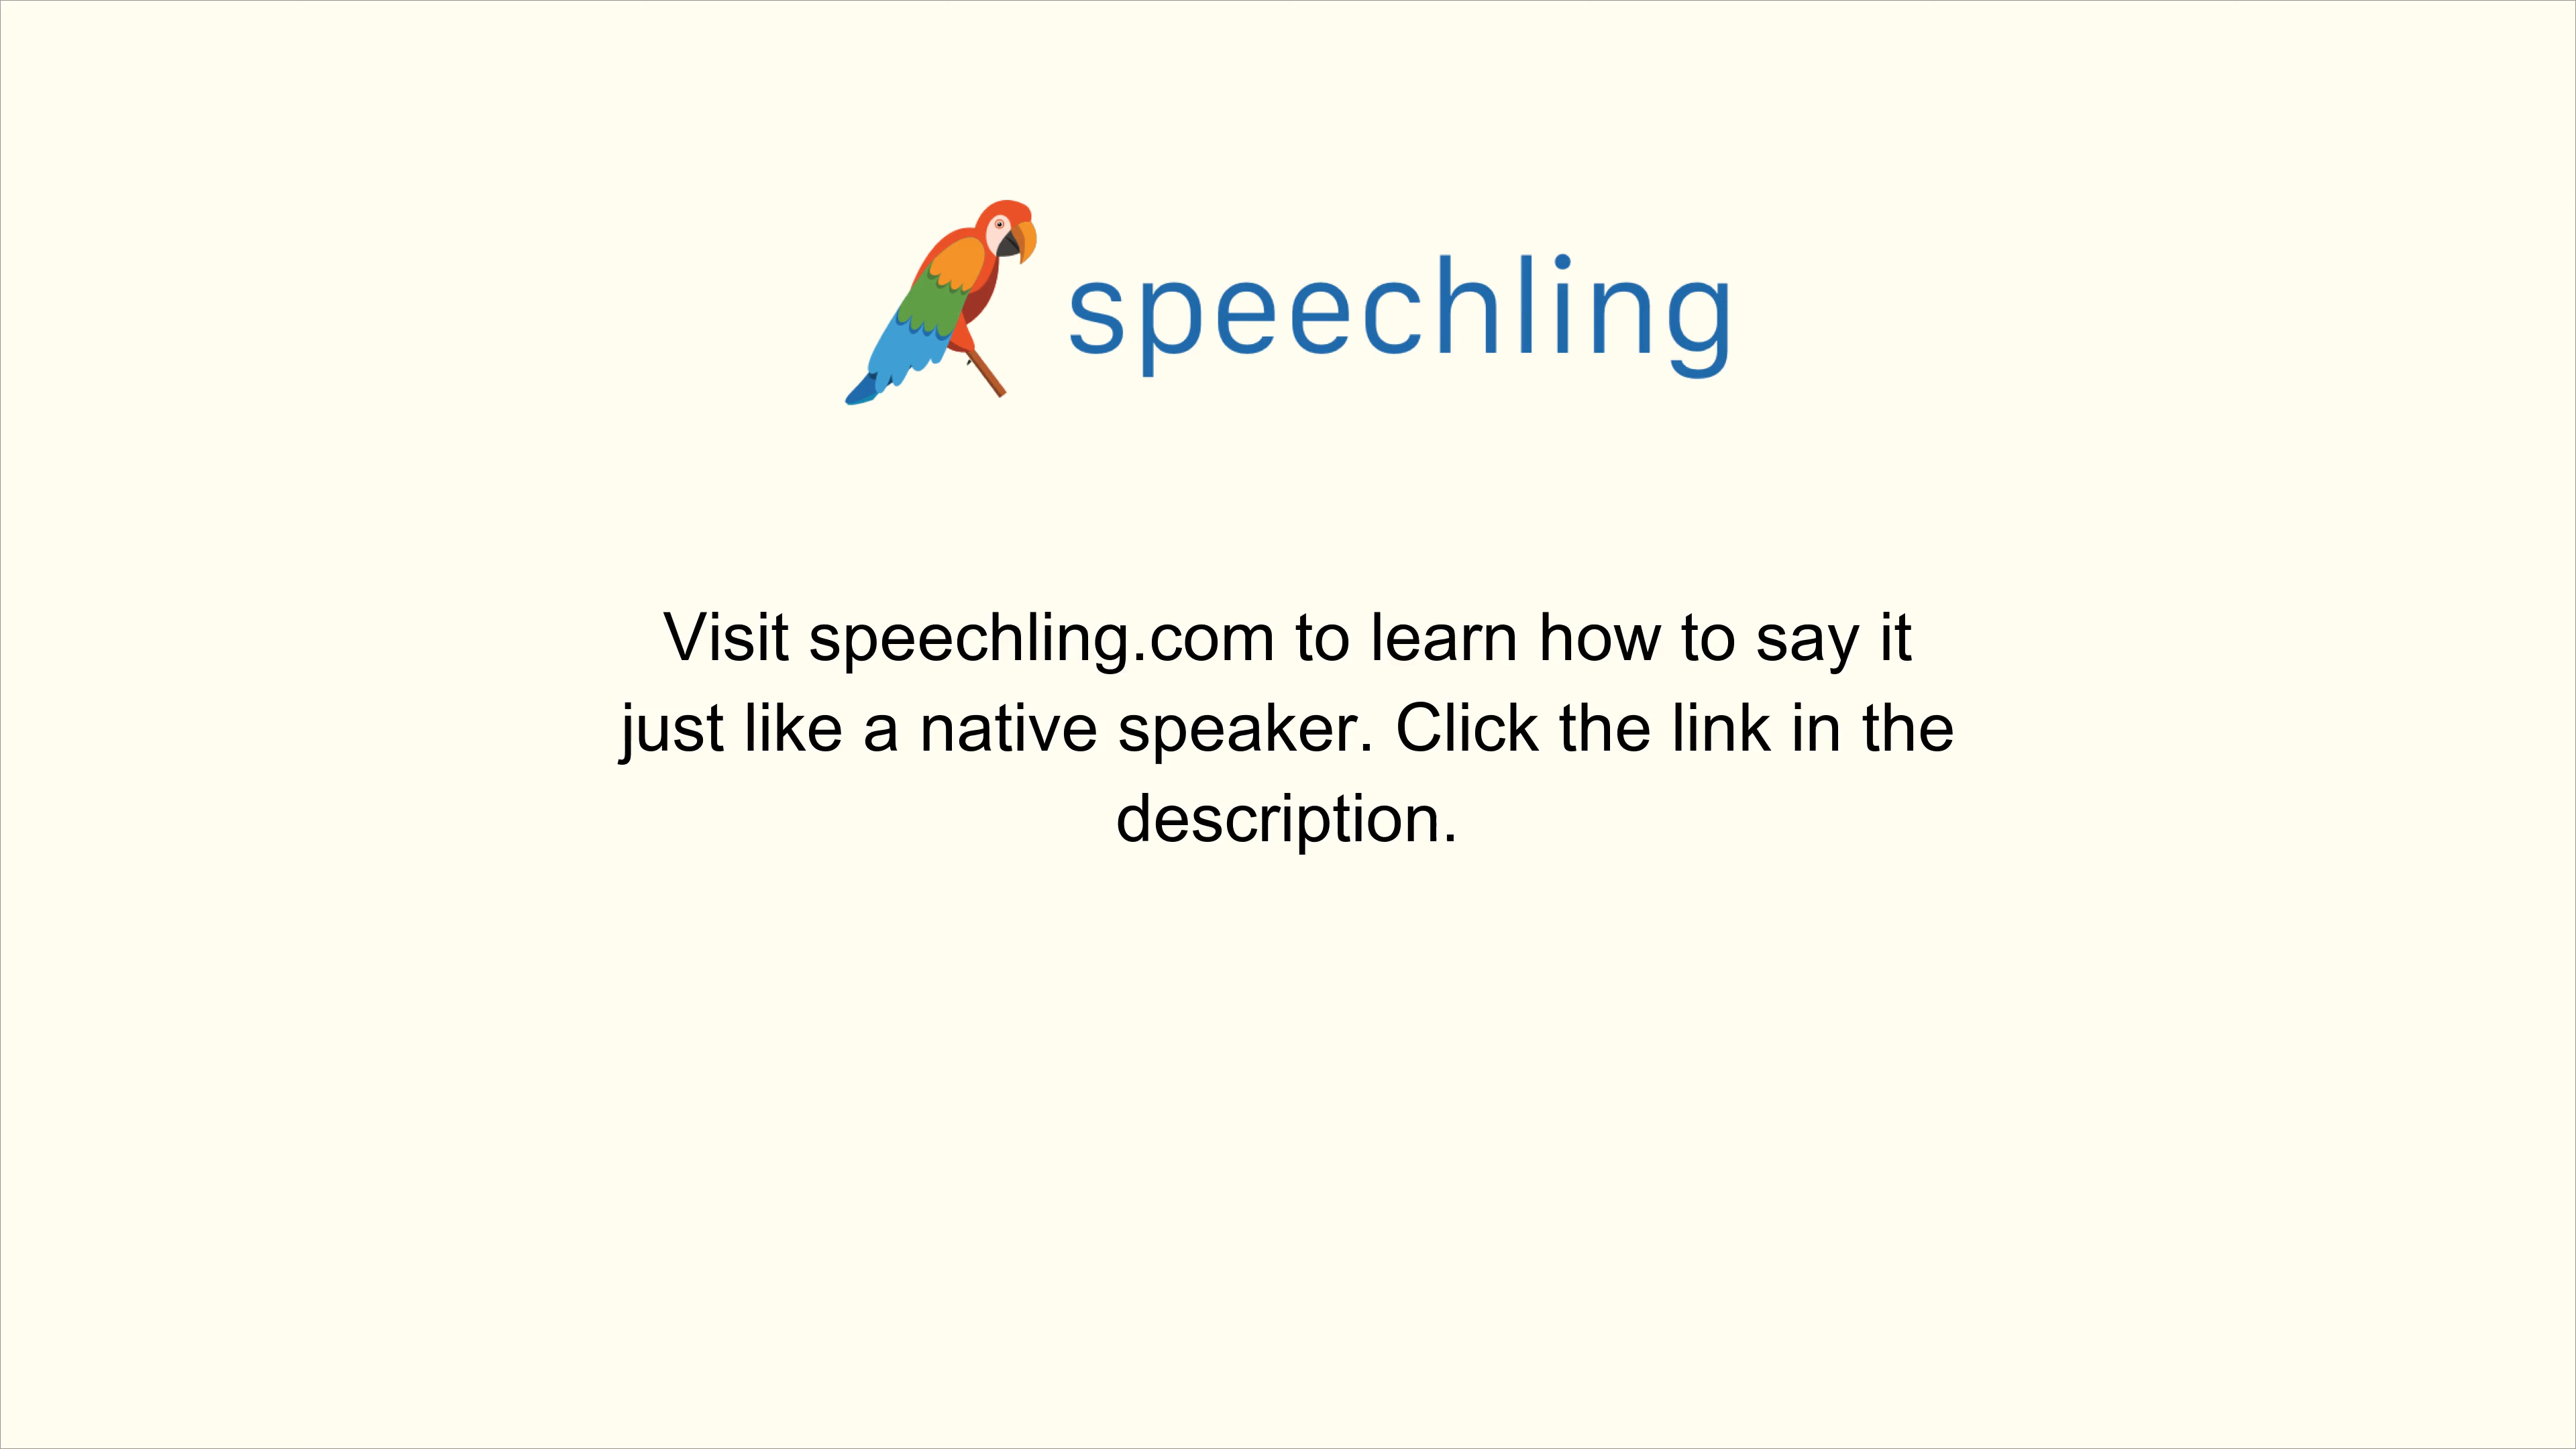 speechling
Visit speechling.com to learn how to say it
just like a native speaker. Click the link in the
description.